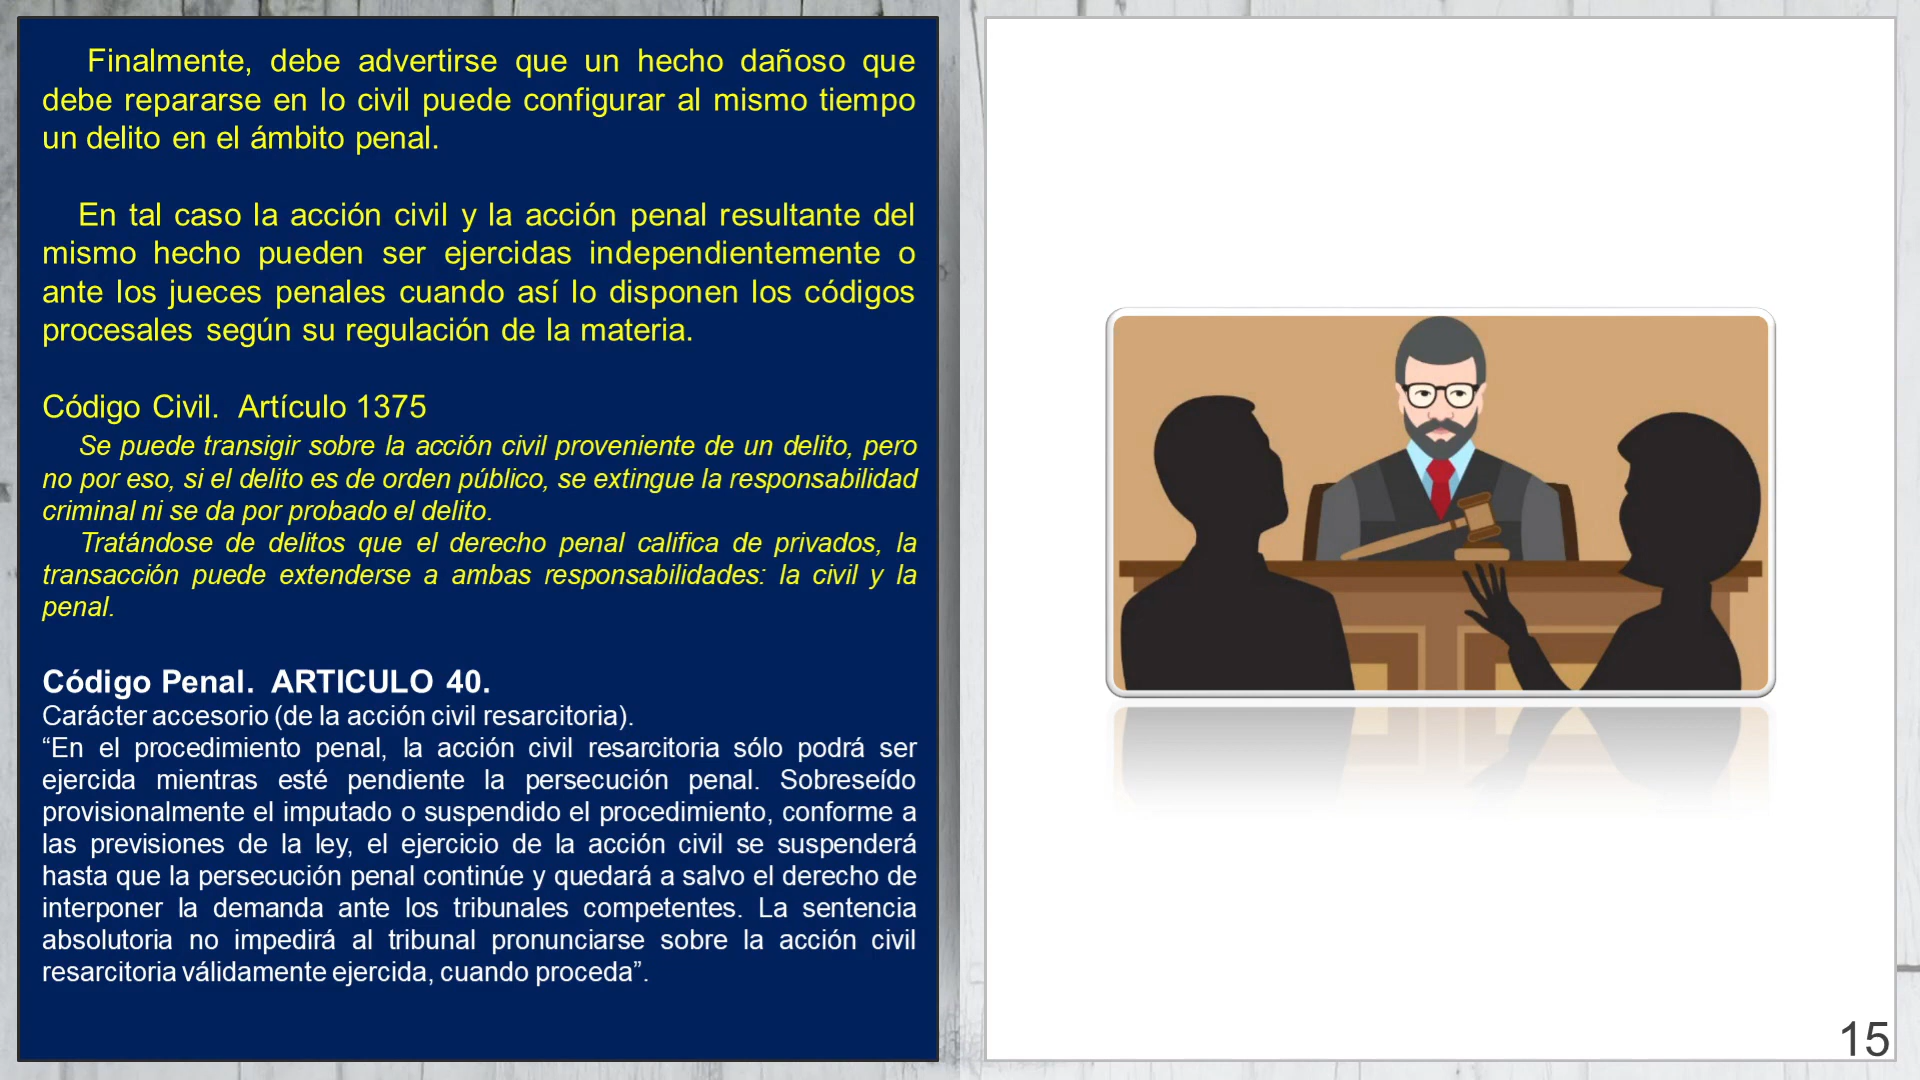 Finalmente, debe advertirse que un hecho dañoso que
debe repararse en lo civil puede configurar al mismo tiempo
un delito en el ámbito penal.
En tal caso la acción civil y la acción penal resultante del
mismo hecho pueden ser ejercidas independientemente o
ante los jueces penales cuando así lo disponen los códigos
procesales según su regulación de la materia.
Código Civil. Artículo 1375
Se puede transigir sobre la acción civil proveniente de un delito, pero
no por eso, si el delito es de orden público, se extingue la responsabilidad
criminal ni se da por probado el delito.
Tratándose de delitos que el derecho penal califica de privados, la
transacción puede extenderse a ambas responsabilidades: la civil y la
penal.
Código Penal. ARTICULO 40.
Carácter accesorio (de la acción civil resarcitoria).
“En el procedimiento penal, la acción civil resarcitoria sólo podrá ser
ejercida mientras esté pendiente la persecución penal. Sobreseído
provisionalmente el imputado o suspendido el procedimiento, conforme a
las previsiones de la ley, el ejercicio de la acción civil se suspenderá
hasta que la persecución penal continúe y quedará a salvo el derecho de
interponer la demanda ante los tribunales competentes. La sentencia
absolutoria no impedirá al tribunal pronunciarse sobre la acción civil
resarcitoria válidamente ejercida, cuando proceda”.
15